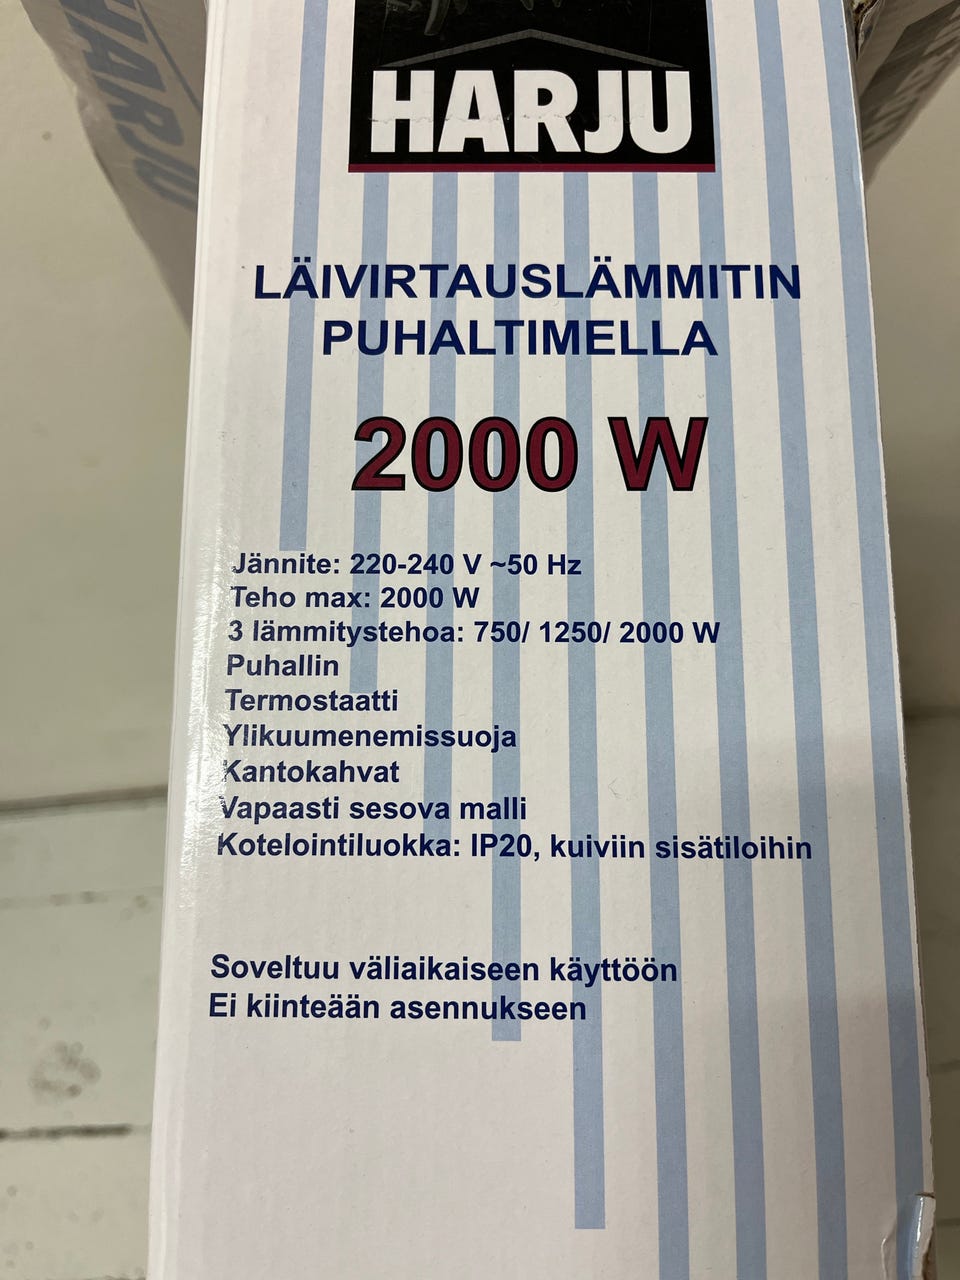 HARJU
HARJU
LÄIVIRTAUSLÄMMITIN
PUHALTIMELLA
2000 W
Jännite: 220-240 V ~50 Hz
Teho max: 2000 W
3 lämmitystehoa: 750/ 1250/ 2000 W
Puhallin
Termostaatti
Ylikuumenemissuoja
Kantokahvat
Vapaasti sesova malli
Kotelointiluokka: IP20, kuiviin sisätiloihin
Soveltuu väliaikaiseen käyttöön
Ei kiinteään asennukseen